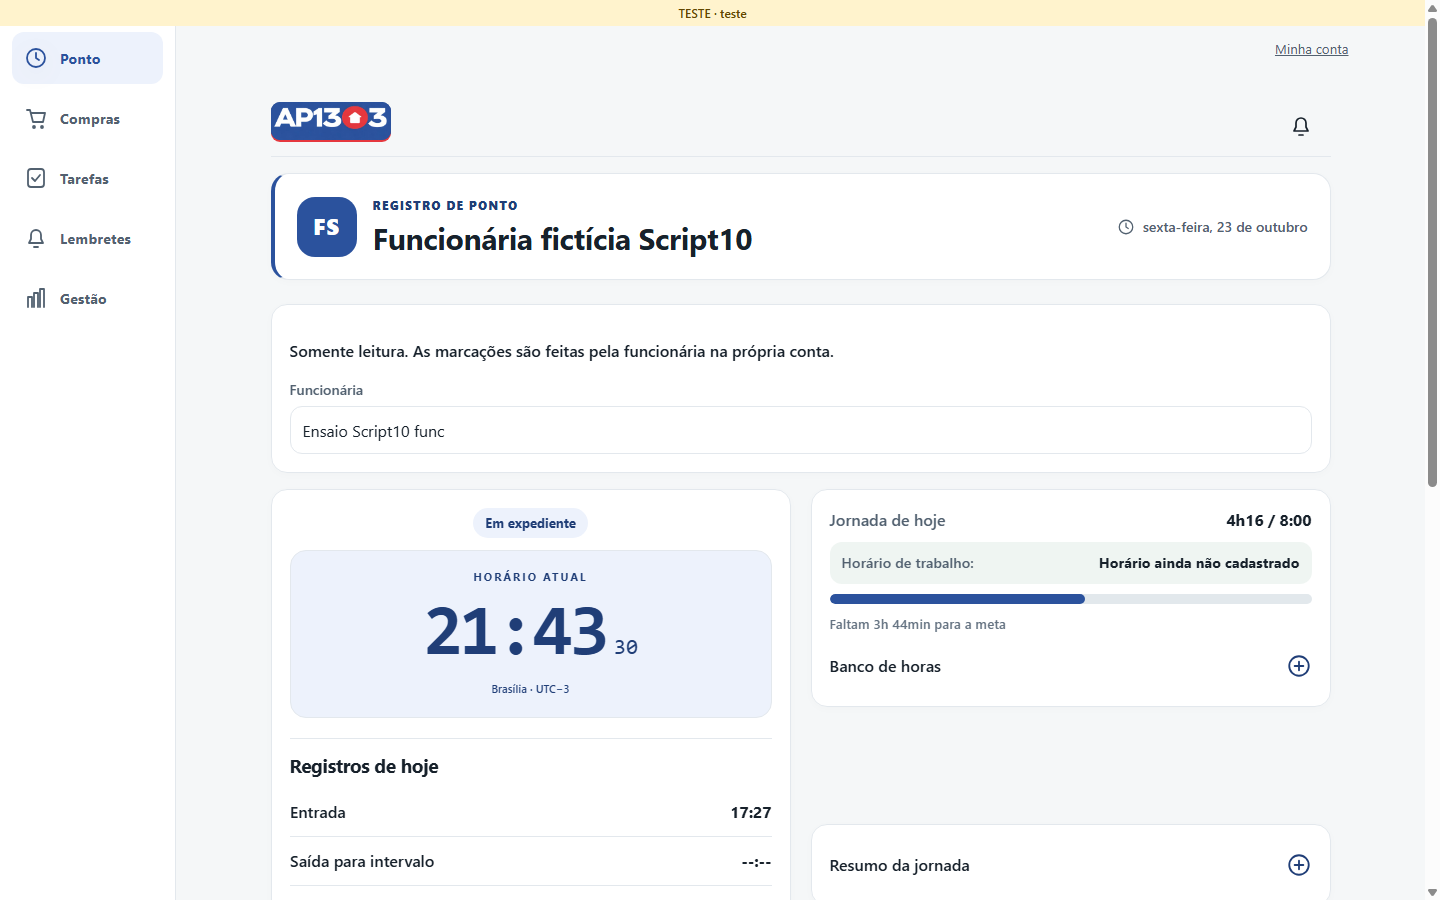 TESTE · teste
Ponto
Compras
Tarefas
Lembretes
Gestão
Minha conta
AP1303
FS
REGISTRO DE PONTO
Funcionária fictícia Script10
sexta-feira, 23 de outubro
Somente leitura. As marcações são feitas pela funcionária na própria conta.
Funcionária
Ensaio Script10 func
Em expediente
HORÁRIO ATUAL
21:43 30
Brasília · UTC−3
Registros de hoje
Entrada 17:27
Saída para intervalo --:--
Jornada de hoje 4h16 / 8:00
Horário de trabalho: Horário ainda não cadastrado
Faltam 3h 44min para a meta
Banco de horas
Resumo da jornada